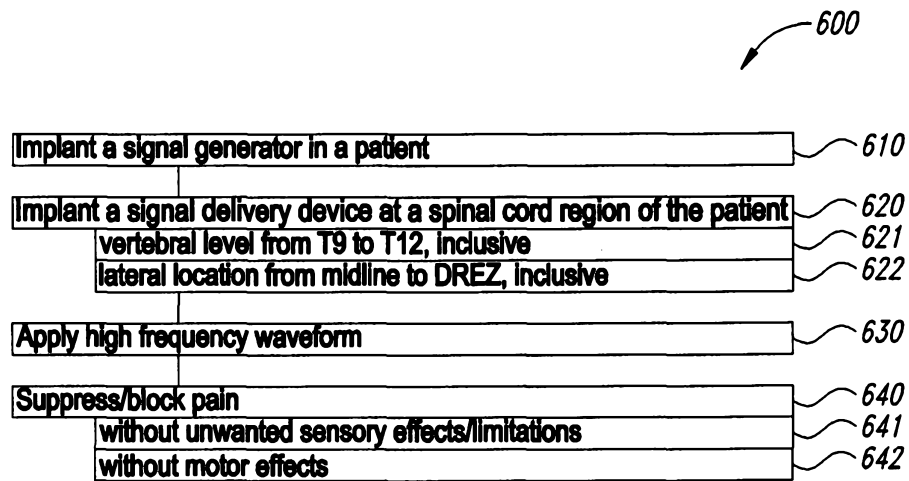 600
Implant a signal generator in a patient 610
Implant a signal delivery device at a spinal cord region of the patient 620
vertebral level from T9 to T12, inclusive 621
lateral location from midline to DREZ, inclusive 622
Apply high frequency waveform 630
Suppress/block pain 640
without unwanted sensory effects/limitations 641
without motor effects 642